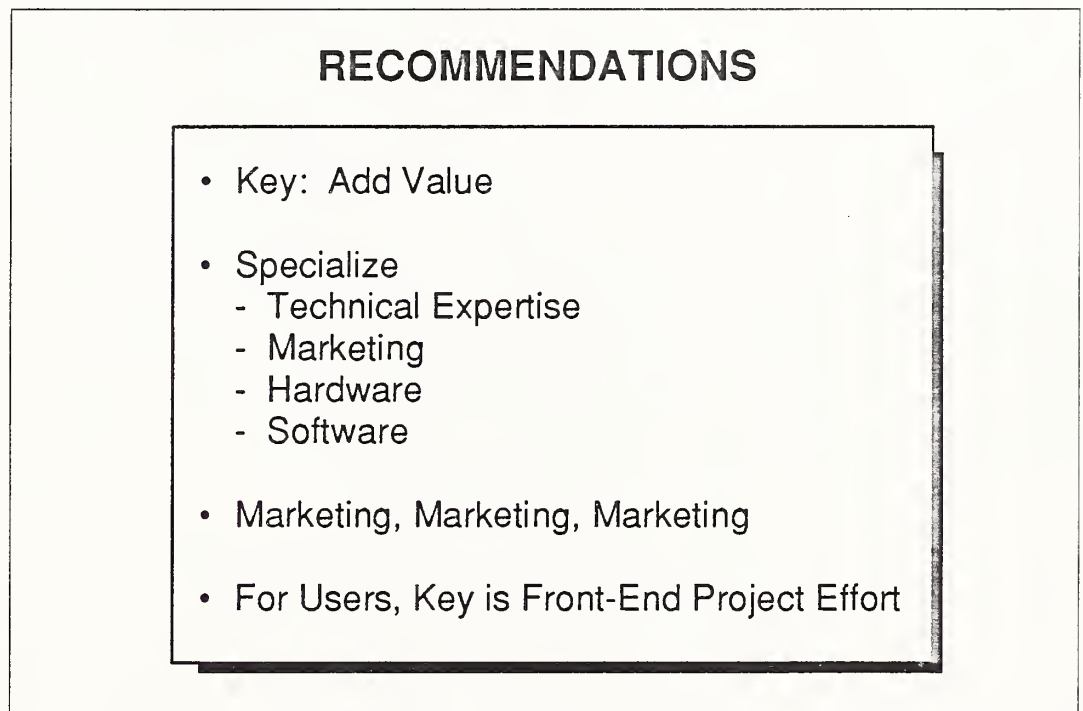 RECOMMENDATIONS
• Key: Add Value
• Specialize
- Technical Expertise
- Marketing
- Hardware
- Software
• Marketing, Marketing, Marketing
• For Users, Key is Front-End Project Effort